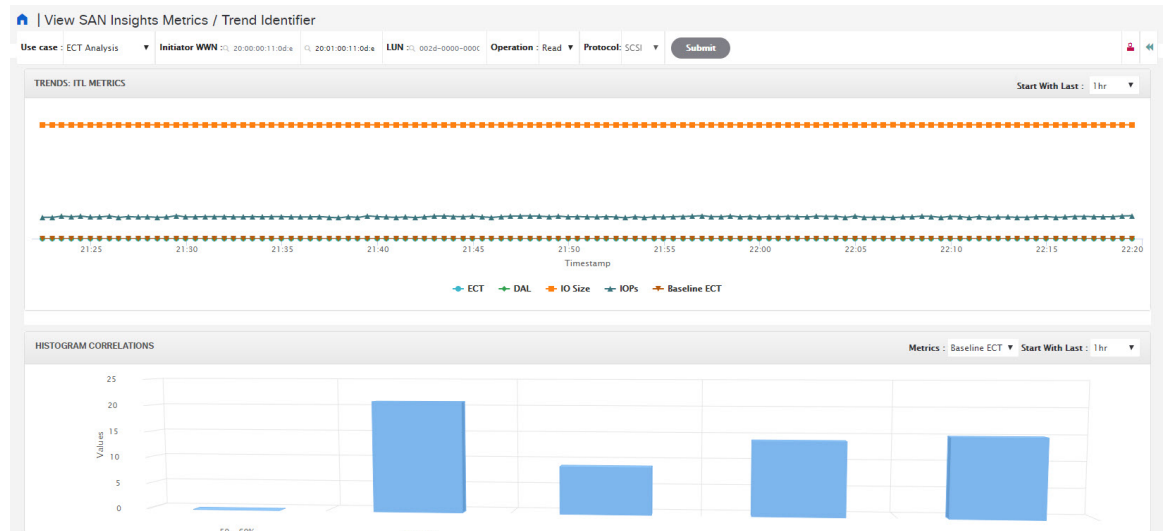 | View SAN Insights Metrics / Trend Identifier
Use case : ECT Analysis ▼ Initiator WWN : 20:00:00:11:0d:e 20:01:00:11:0d:e LUN : 002d-0000-000C Operation : Read ▼ Protocol: SCSI ▼ Submit
TRENDS: ITL METRICS
Start With Last : 1hr ▼
21:25 21:30 21:35 21:40 21:45 21:50 21:55 22:00 22:05 22:10 22:15 22:20
Timestamp
ECT DAL IO Size IOPs Baseline ECT
HISTOGRAM CORRELATIONS
Metrics : Baseline ECT ▼ Start With Last : 1hr ▼
25
20
15
10
5
0
Values